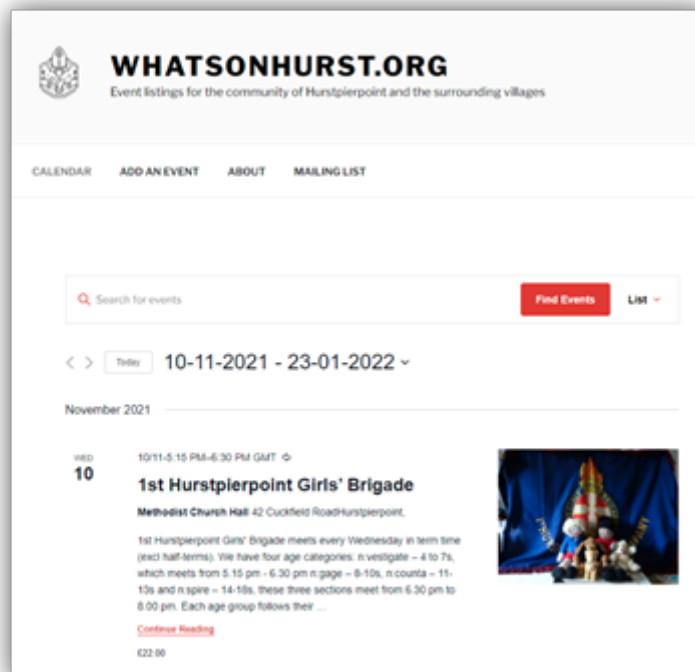 WHATSONHURST.ORG
Event listings for the community of Hurstpierpoint and the surrounding villages
CALENDAR ADD AN EVENT ABOUT MAILING LIST
Search for events Find Events List
Today 10-11-2021 - 23-01-2022
November 2021
WED
10
10/11-5:15 PM–6:30 PM GMT
1st Hurstpierpoint Girls' Brigade
Methodist Church Hall 42 Cuckfield RoadHurstpierpoint,
1st Hurstpierpoint Girls' Brigade meets every Wednesday in term time
(excl half-terms). We have four age categories: n:vestigate – 4 to 7s,
which meets from 5.15 pm - 6.30 pm n:gage – 8-10s, n:counta – 11-
13s and n:spire – 14-18s, these three sections meet from 6.30 pm to
8.00 pm. Each age group follows their ...
Continue Reading
£22.00